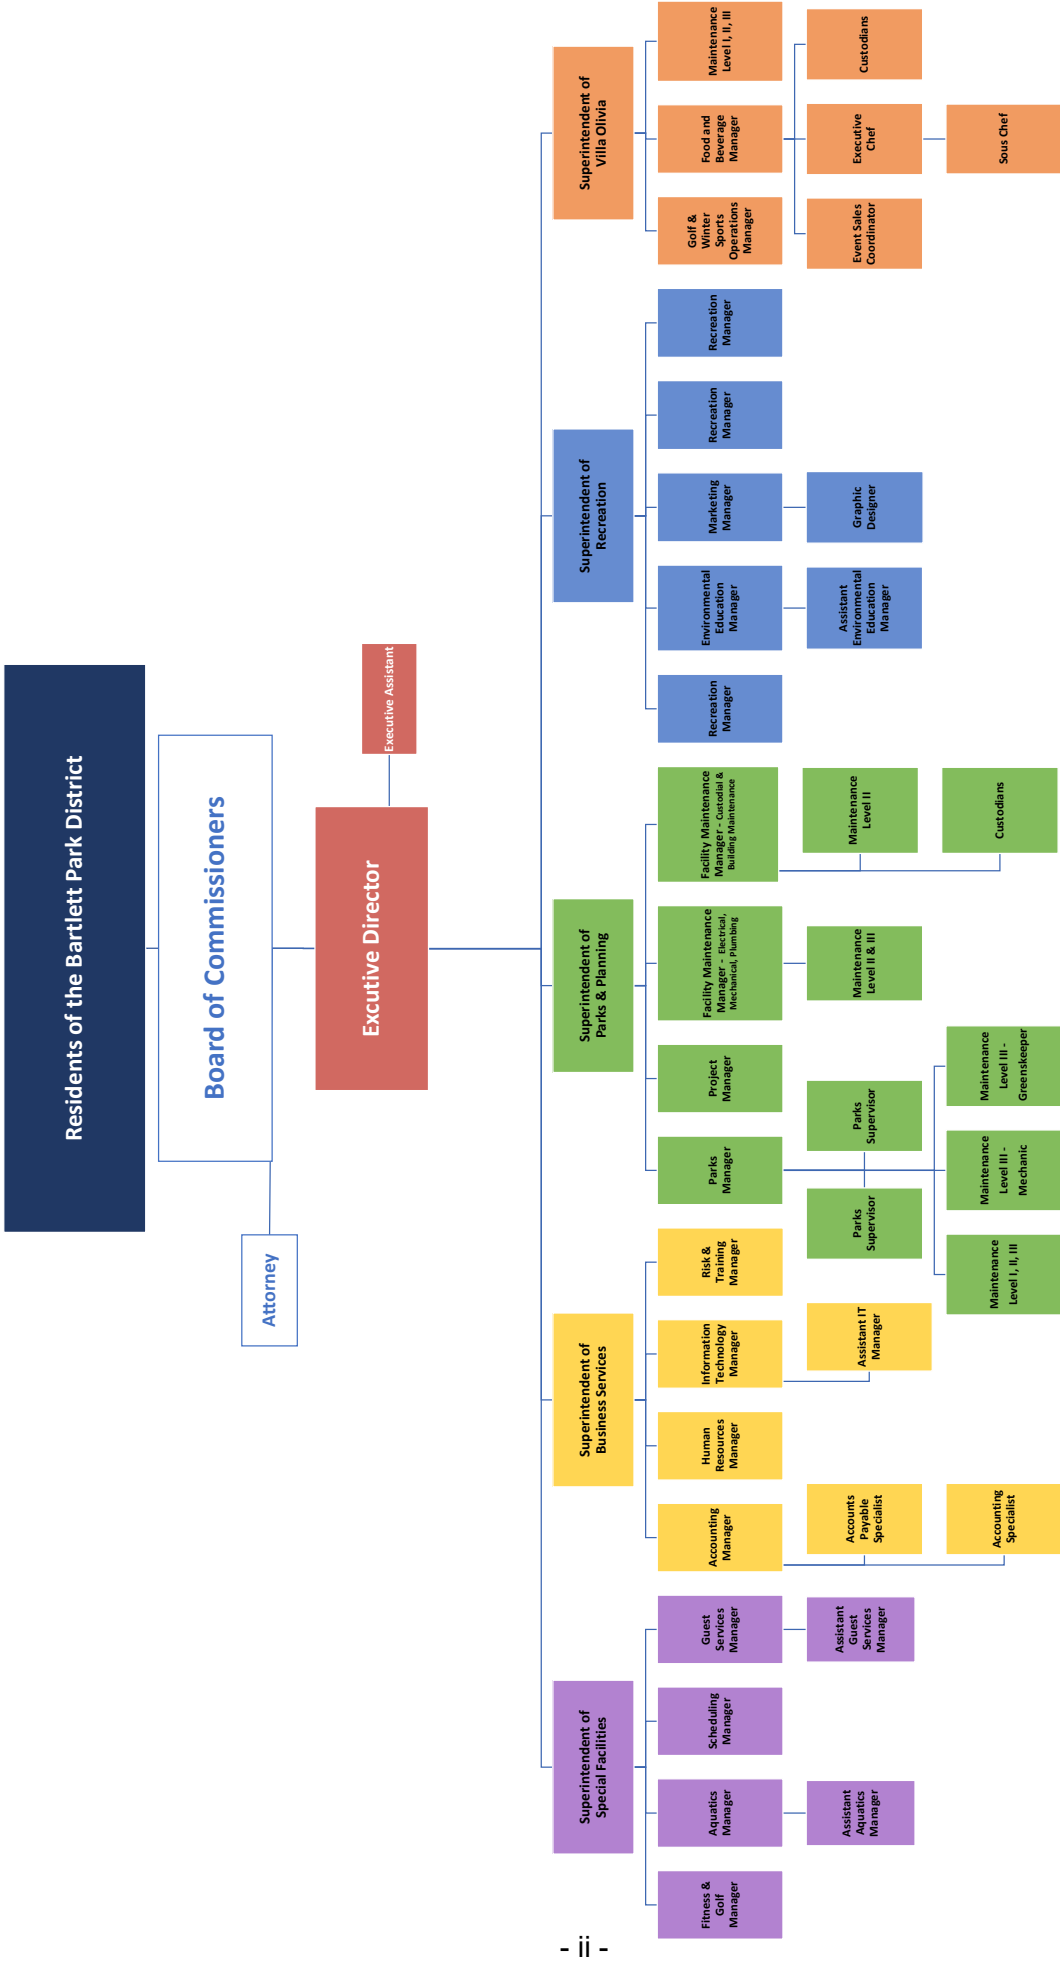 Residents of the Bartlett Park District
Board of Commissioners
Attorney
Excutive Director
Executive Assistant
Superintendent of
Special Facilities
Fitness &
Golf
Manager
Aquatics
Manager
Assistant
Aquatics
Manager
Scheduling
Manager
Guest
Services
Manager
Assistant
Guest
Services
Manager
Superintendent of
Business Services
Accounting
Manager
Accounts
Payable
Specialist
Accounting
Specialist
Human
Resources
Manager
Information
Technology
Manager
Assistant IT
Manager
Risk &
Training
Manager
Superintendent of
Parks & Planning
Parks
Manager
Parks
Supervisor
Parks
Supervisor
Maintenance
Level I, II, III
Maintenance
Level III -
Mechanic
Maintenance
Level III -
Greenskeeper
Project
Manager
Facility Maintenance
Manager - Electrical,
Mechanical, Plumbing
Maintenance
Level II & III
Facility Maintenance
Manager - Custodial &
Building Maintenance
Maintenance
Level II
Custodians
Superintendent of
Recreation
Recreation
Manager
Environmental
Education
Manager
Assistant
Environmental
Education
Manager
Marketing
Manager
Graphic
Designer
Recreation
Manager
Recreation
Manager
Superintendent of
Villa Olivia
Golf &
Winter
Sports
Operations
Manager
Food and
Beverage
Manager
Event Sales
Coordinator
Executive
Chef
Sous Chef
Custodians
Maintenance
Level I, II, III
- ii -